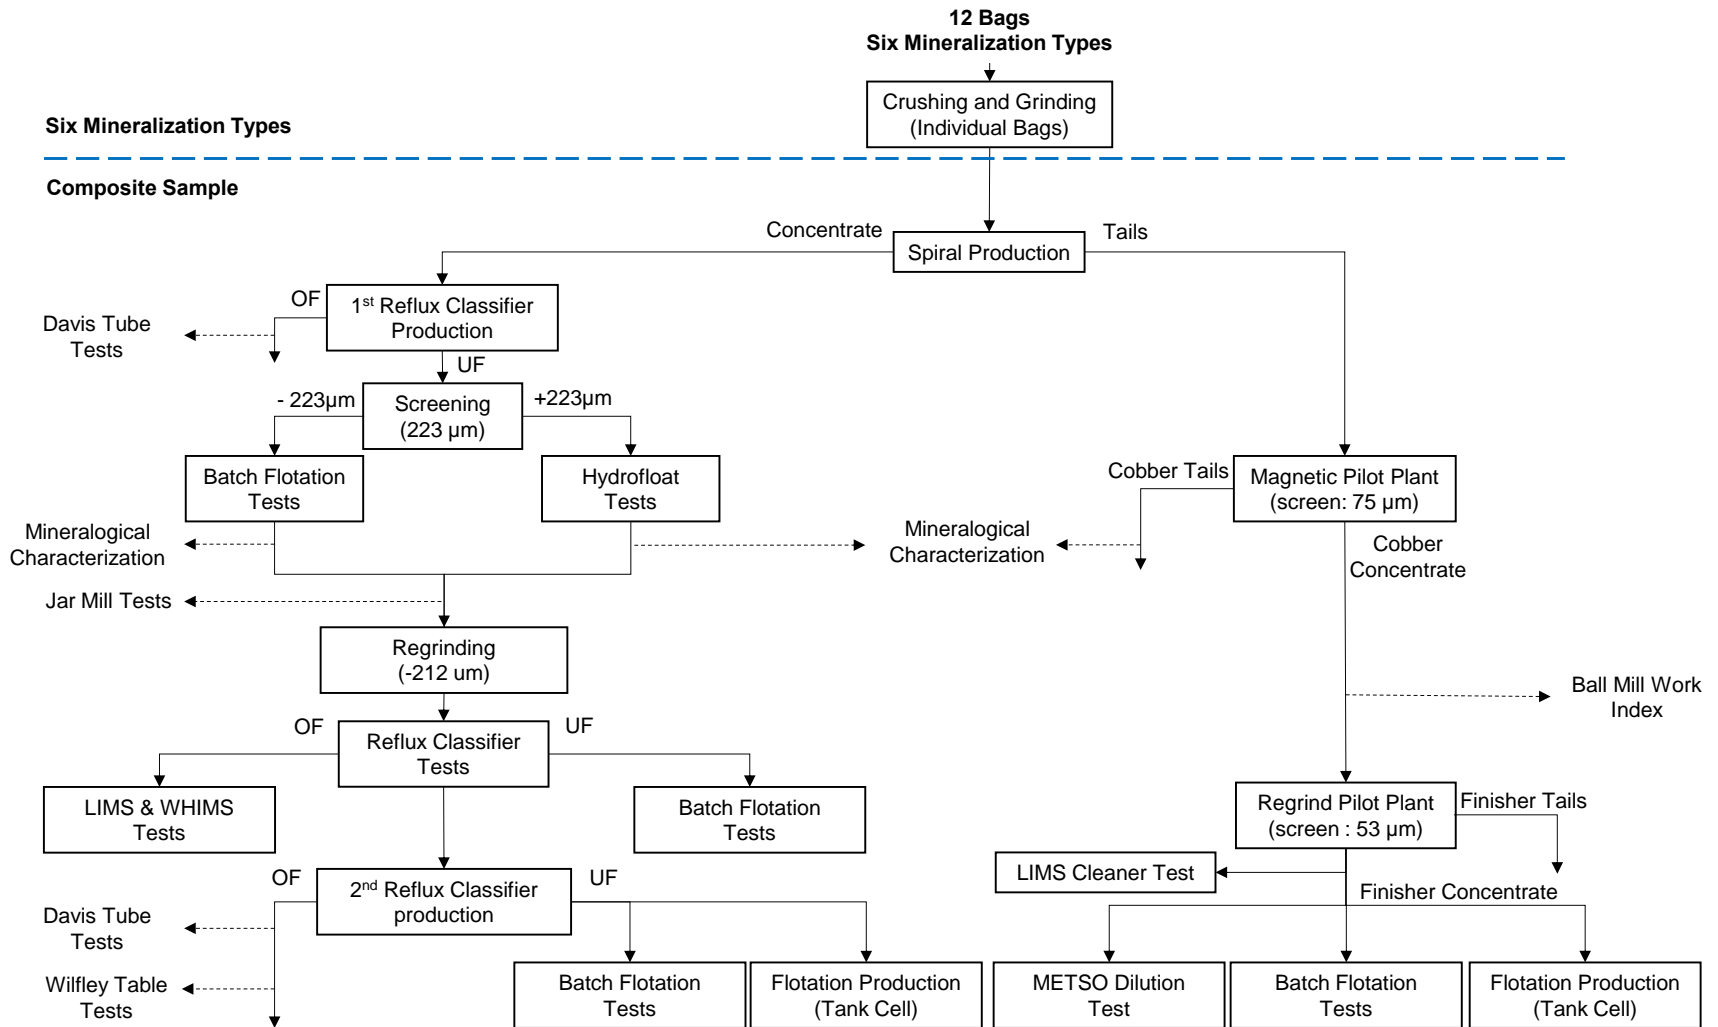 12 Bags
Six Mineralization Types
Crushing and Grinding
(Individual Bags)
Six Mineralization Types
Composite Sample
Concentrate
Tails
Spiral Production
OF
1st Reflux Classifier
Production
Davis Tube
Tests
UF
- 223µm
Screening
(223 µm)
+223µm
Batch Flotation
Tests
Hydrofloat
Tests
Cobber Tails
Magnetic Pilot Plant
(screen: 75 µm)
Mineralogical
Characterization
Mineralogical
Characterization
Cobber
Concentrate
Jar Mill Tests
Regrinding
(-212 um)
Ball Mill Work
Index
OF
Reflux Classifier
Tests
UF
LIMS & WHIMS
Tests
Batch Flotation
Tests
Regrind Pilot Plant
(screen : 53 µm)
Finisher Tails
LIMS Cleaner Test
Finisher Concentrate
OF
2nd Reflux Classifier
production
UF
Davis Tube
Tests
Wilfley Table
Tests
Batch Flotation
Tests
Flotation Production
(Tank Cell)
METSO Dilution
Test
Batch Flotation
Tests
Flotation Production
(Tank Cell)